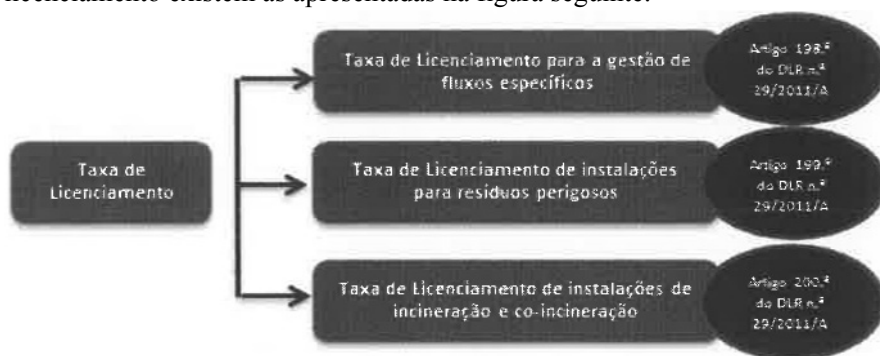 licenciamento existem as apresentadas na figura seguinte.
Taxa de
Licenciamento
Taxa de Licenciamento para a gestão de
fluxos específicos
Artigo 198.º
do DLR n.º
29/2011/A
Taxa de Licenciamento de instalações
para resíduos perigosos
Artigo 199.º
do DLR n.º
29/2011/A
Taxa de Licenciamento de instalações de
incineração e co-incineração
Artigo 200.º
do DLR n.º
29/2011/A